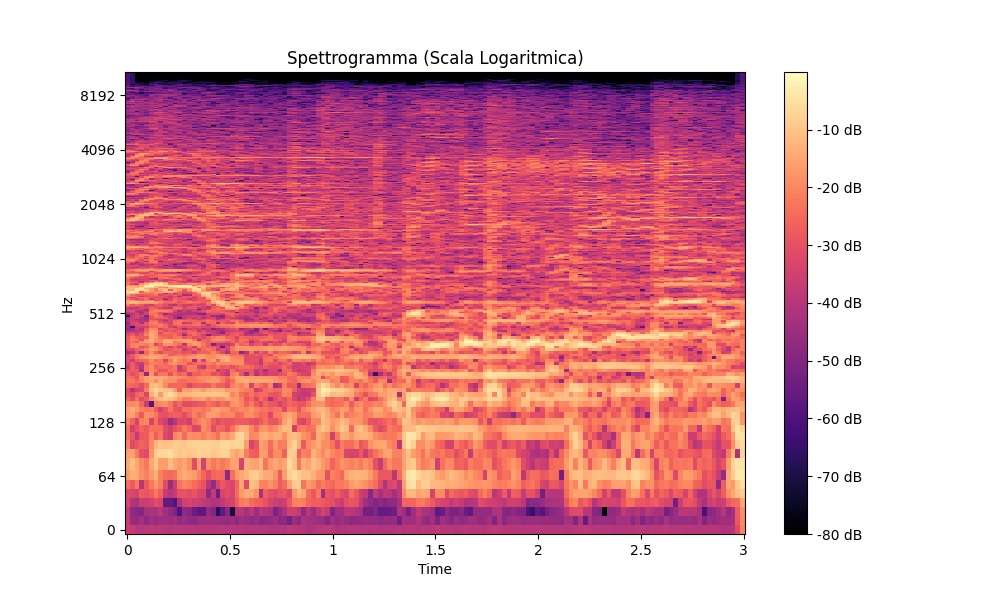 Spettrogramma (Scala Logaritmica)
8192
4096
2048
1024
512
256
128
64
0
Hz
0
0.5
1
1.5
2
2.5
3
Time
-10 dB
-20 dB
-30 dB
-40 dB
-50 dB
-60 dB
-70 dB
-80 dB